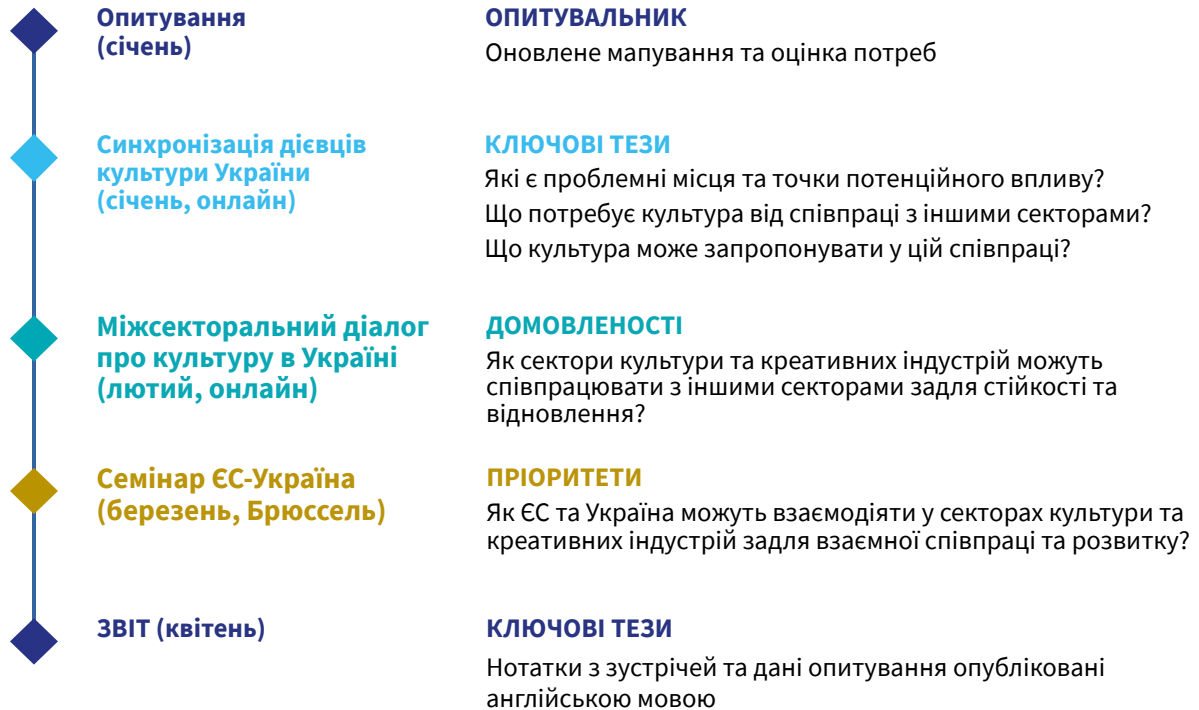 Опитування
(січень)
ОПИТУВАЛЬНИК
Оновлене мапування та оцінка потреб
Синхронізація дієвців
культури України
(січень, онлайн)
КЛЮЧОВІ ТЕЗИ
Які є проблемні місця та точки потенційного впливу?
Що потребує культура від співпраці з іншими секторами?
Що культура може запропонувати у цій співпраці?
Міжсекторальний діалог
про культуру в Україні
(лютий, онлайн)
ДОМОВЛЕНОСТІ
Як сектори культури та креативних індустрій можуть
співпрацювати з іншими секторами задля стійкості та
відновлення?
Семінар ЄС-Україна
(березень, Брюссель)
ПРІОРИТЕТИ
Як ЄС та Україна можуть взаємодіяти у секторах культури та
креативних індустрій задля взаємної співпраці та розвитку?
ЗВІТ (квітень)
КЛЮЧОВІ ТЕЗИ
Нотатки з зустрічей та дані опитування опубліковані
англійською мовою